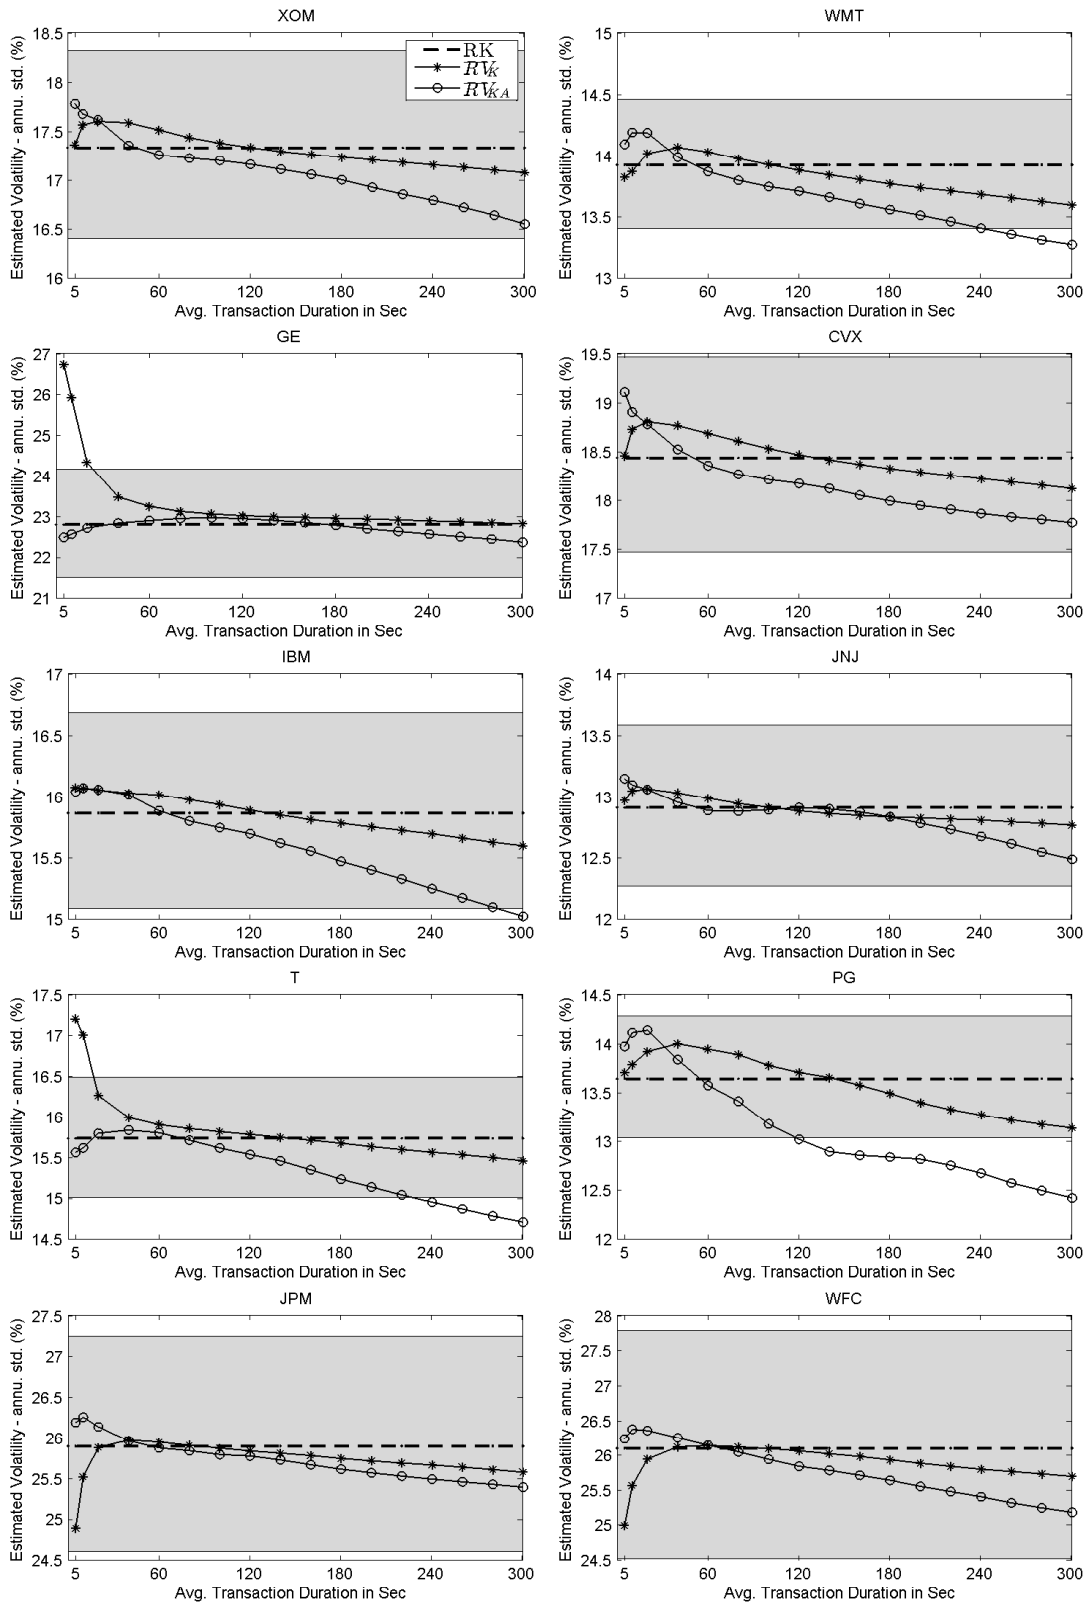 XOM
Estimated Volatility - annu. std. (%)
18.5
18
17.5
17
16.5
16
RK
RV_K
RV_KA
5 60 120 180 240 300
Avg. Transaction Duration in Sec
WMT
Estimated Volatility - annu. std. (%)
15
14.5
14
13.5
13
5 60 120 180 240 300
Avg. Transaction Duration in Sec
GE
Estimated Volatility - annu. std. (%)
27
26
25
24
23
22
21
5 60 120 180 240 300
Avg. Transaction Duration in Sec
CVX
Estimated Volatility - annu. std. (%)
19.5
19
18.5
18
17.5
17
5 60 120 180 240 300
Avg. Transaction Duration in Sec
IBM
Estimated Volatility - annu. std. (%)
17
16.5
16
15.5
15
5 60 120 180 240 300
Avg. Transaction Duration in Sec
JNJ
Estimated Volatility - annu. std. (%)
14
13.5
13
12.5
12
5 60 120 180 240 300
Avg. Transaction Duration in Sec
T
Estimated Volatility - annu. std. (%)
17.5
17
16.5
16
15.5
15
14.5
5 60 120 180 240 300
Avg. Transaction Duration in Sec
PG
Estimated Volatility - annu. std. (%)
14.5
14
13.5
13
12.5
12
5 60 120 180 240 300
Avg. Transaction Duration in Sec
JPM
Estimated Volatility - annu. std. (%)
27.5
27
26.5
26
25.5
25
24.5
5 60 120 180 240 300
Avg. Transaction Duration in Sec
WFC
Estimated Volatility - annu. std. (%)
28
27.5
27
26.5
26
25.5
25
24.5
5 60 120 180 240 300
Avg. Transaction Duration in Sec